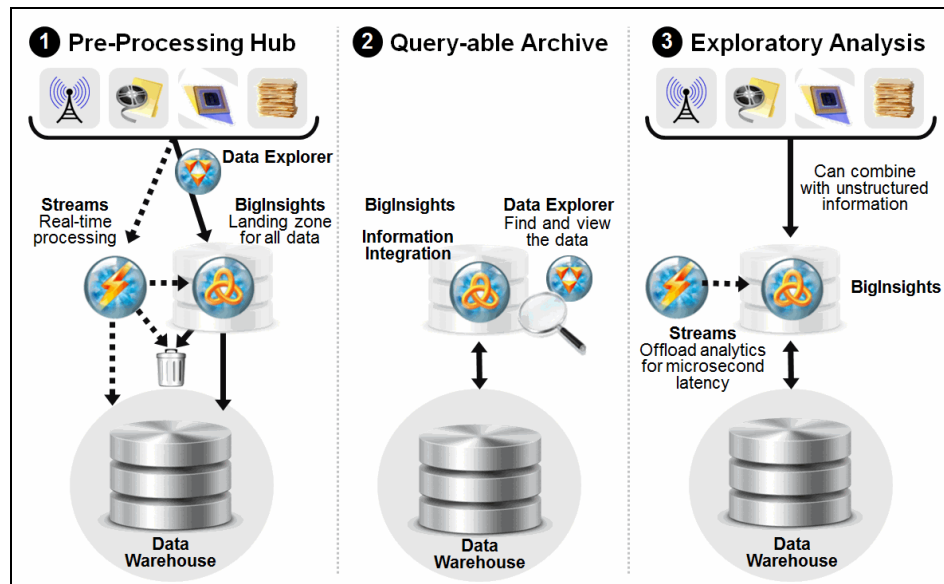 1 Pre-Processing Hub
Data Explorer
Streams
Real-time
processing
BigInsights
Landing zone
for all data
Data
Warehouse
2 Query-able Archive
BigInsights
Information
Integration
Data Explorer
Find and view
the data
Data
Warehouse
3 Exploratory Analysis
Can combine
with unstructured
information
BigInsights
Streams
Offload analytics
for microsecond
latency
Data
Warehouse